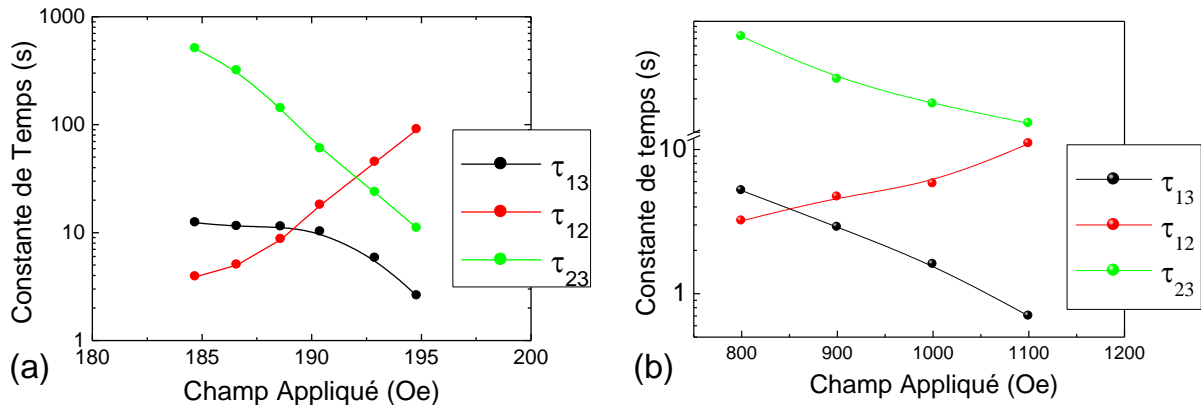 1000
100
10
1
Constante de Temps (s)
180 185 190 195 200
Champ Appliqué (Oe)
(a)
τ13
τ12
τ23
10
1
Constante de temps (s)
800 900 1000 1100 1200
Champ Appliqué (Oe)
(b)
τ13
τ12
τ23